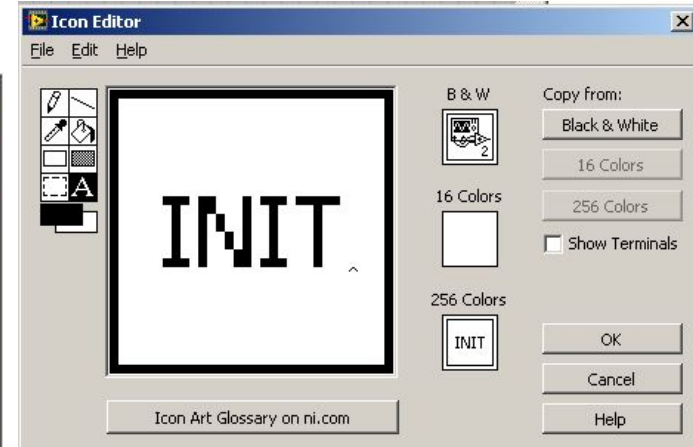 Icon Editor
File Edit Help
A
B & W
2
16 Colors
256 Colors
INIT
INIT
Copy from:
Black & White
16 Colors
256 Colors
Show Terminals
OK
Cancel
Help
Icon Art Glossary on ni.com